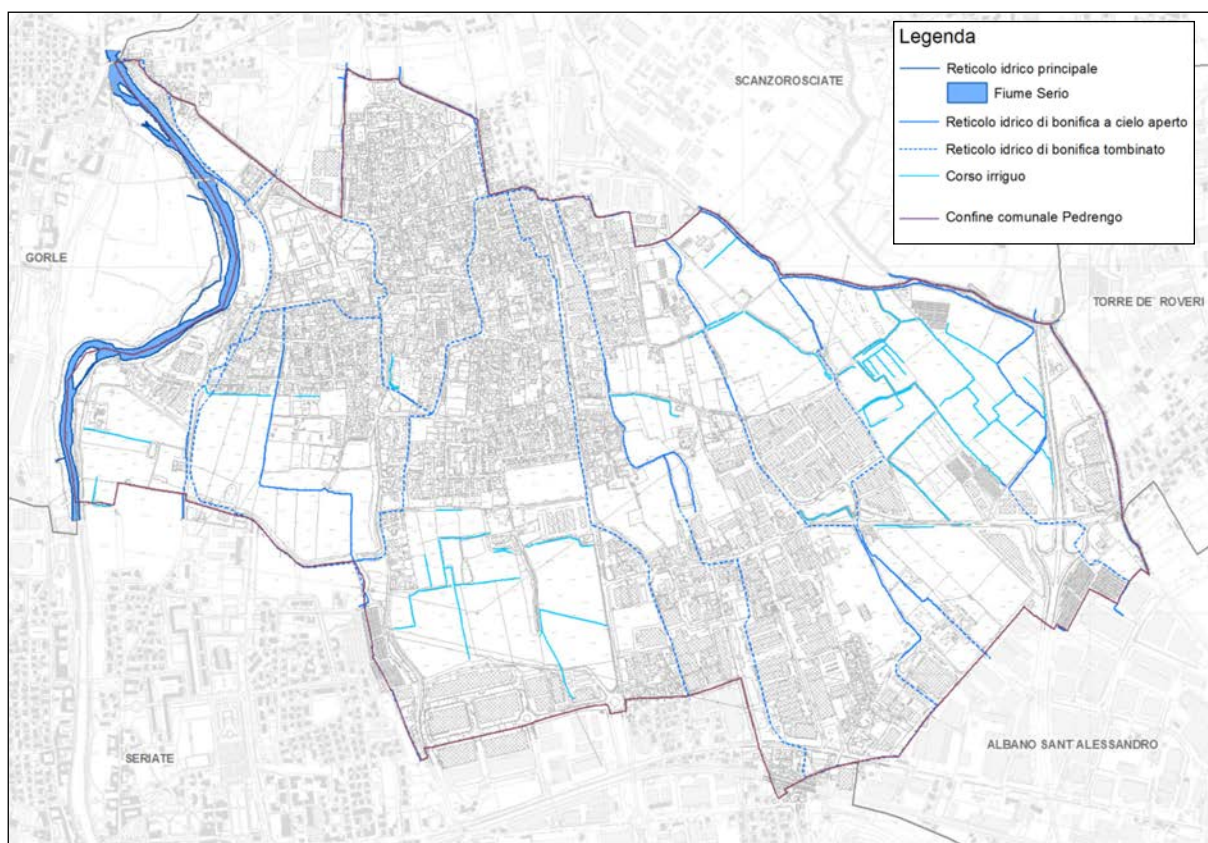 Legenda
Reticolo idrico principale
Fiume Serio
Reticolo idrico di bonifica a cielo aperto
Reticolo idrico di bonifica tombinato
Corso irriguo
Confine comunale Pedrengo
SCANZOROSCIATE
GORLE
TORRE DE' ROVERI
SERIATE
ALBANO SANT'ALESSANDRO